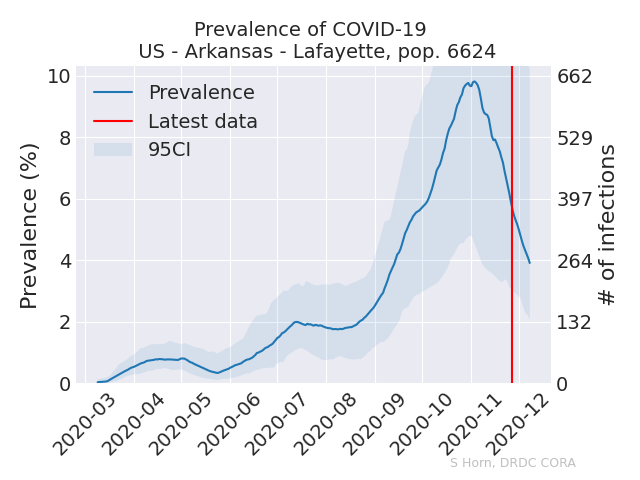 Prevalence of COVID-19
US - Arkansas - Lafayette, pop. 6624
Prevalence (%)
10
8
6
4
2
0
Prevalence
Latest data
95CI
662
529
397
264
132
0
# of infections
2020-03
2020-04
2020-05
2020-06
2020-07
2020-08
2020-09
2020-10
2020-11
2020-12
S Horn, DRDC CORA